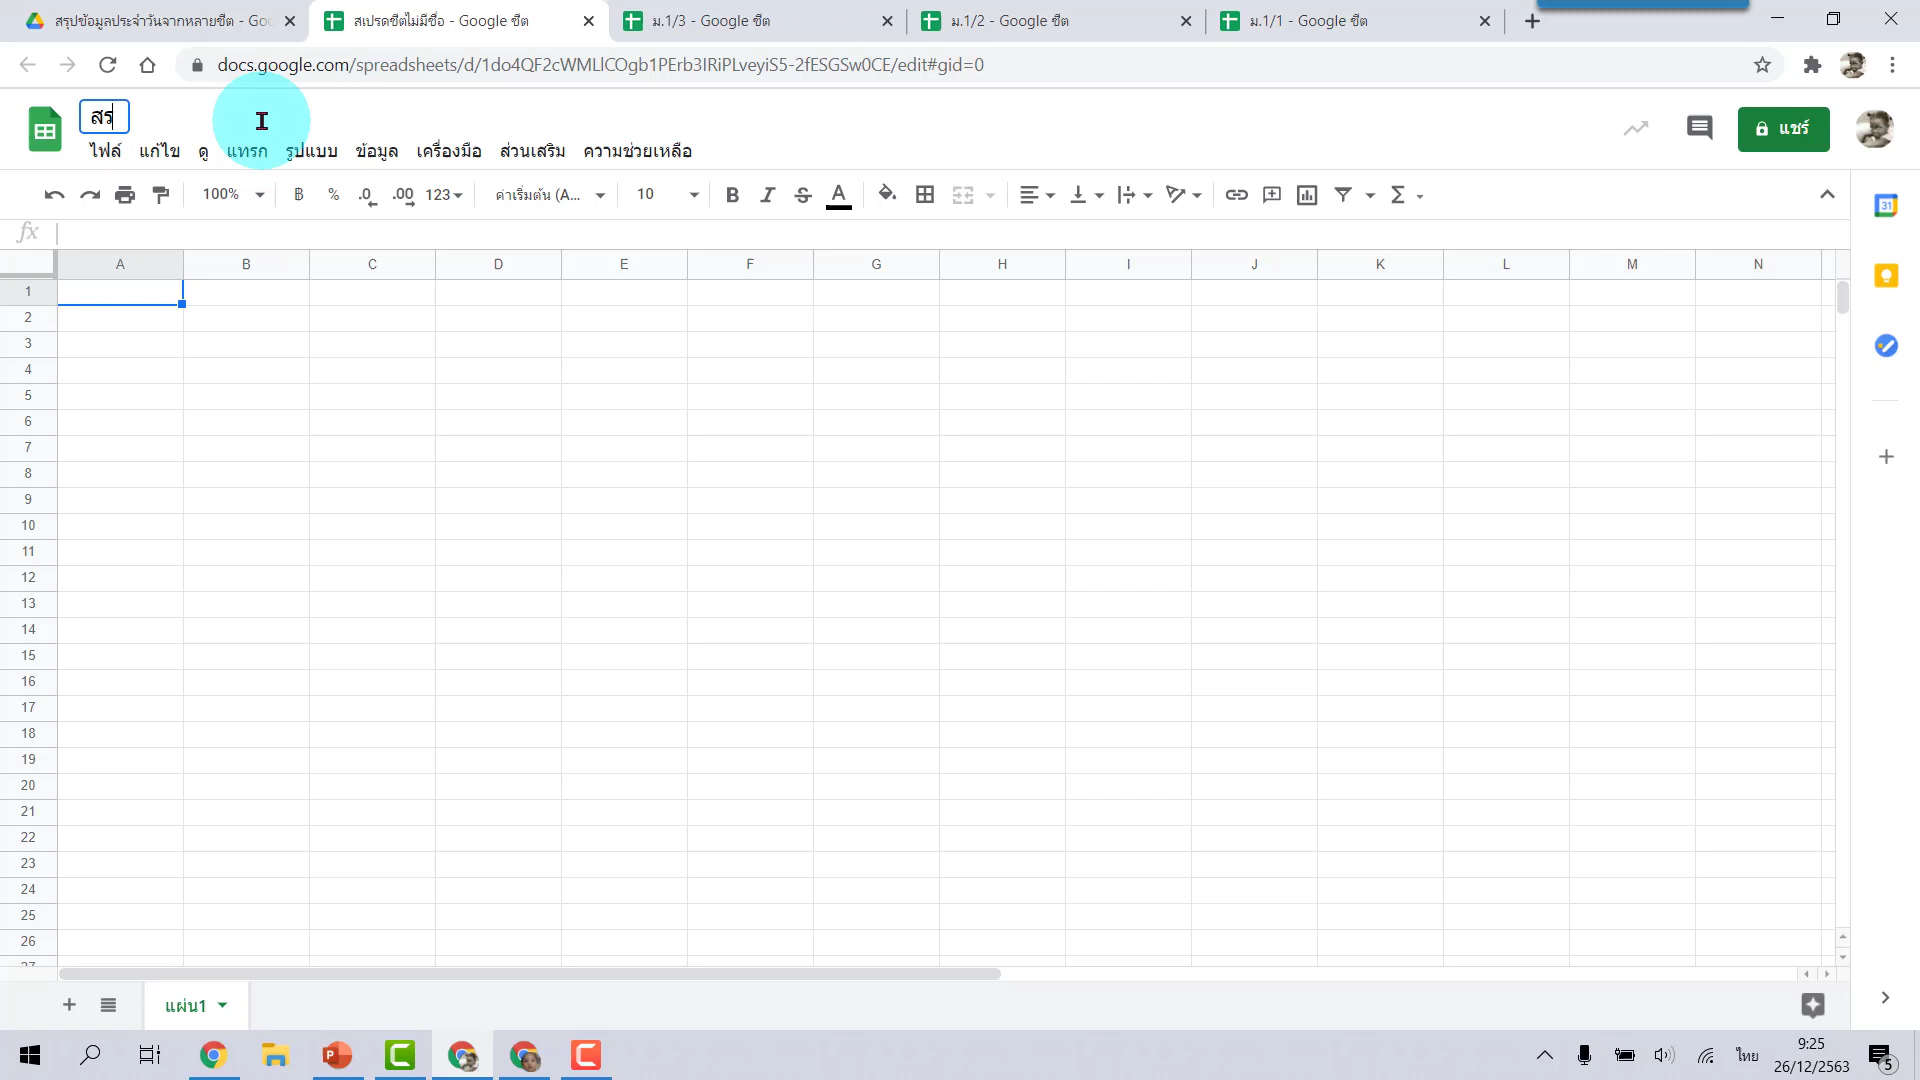 สรุปข้อมูลประจำวันจากหลายชีต - Goo
สเปรดชีตไม่มีชื่อ - Google ชีต
ม.1/3 - Google ชีต
ม.1/2 - Google ชีต
ม.1/1 - Google ชีต
docs.google.com/spreadsheets/d/1do4QF2cWMLlCOgb1PErb3IRiPLveyiS5-2fESGSw0CE/edit#gid=0
สร
แชร์
ไฟล์ แก้ไข ดู แทรก รูปแบบ ข้อมูล เครื่องมือ ส่วนเสริม ความช่วยเหลือ
100% ฿ % .0 .00 123 ค่าเริ่มต้น (A... 10 B I S A Σ
31
fx
A B C D E F G H I J K L M N
1
2
3
4
5
6
7
8
9
10
11
12
13
14
15
16
17
18
19
20
21
22
23
24
25
26
27
แผ่น1
ไทย
9:25
26/12/2563
5